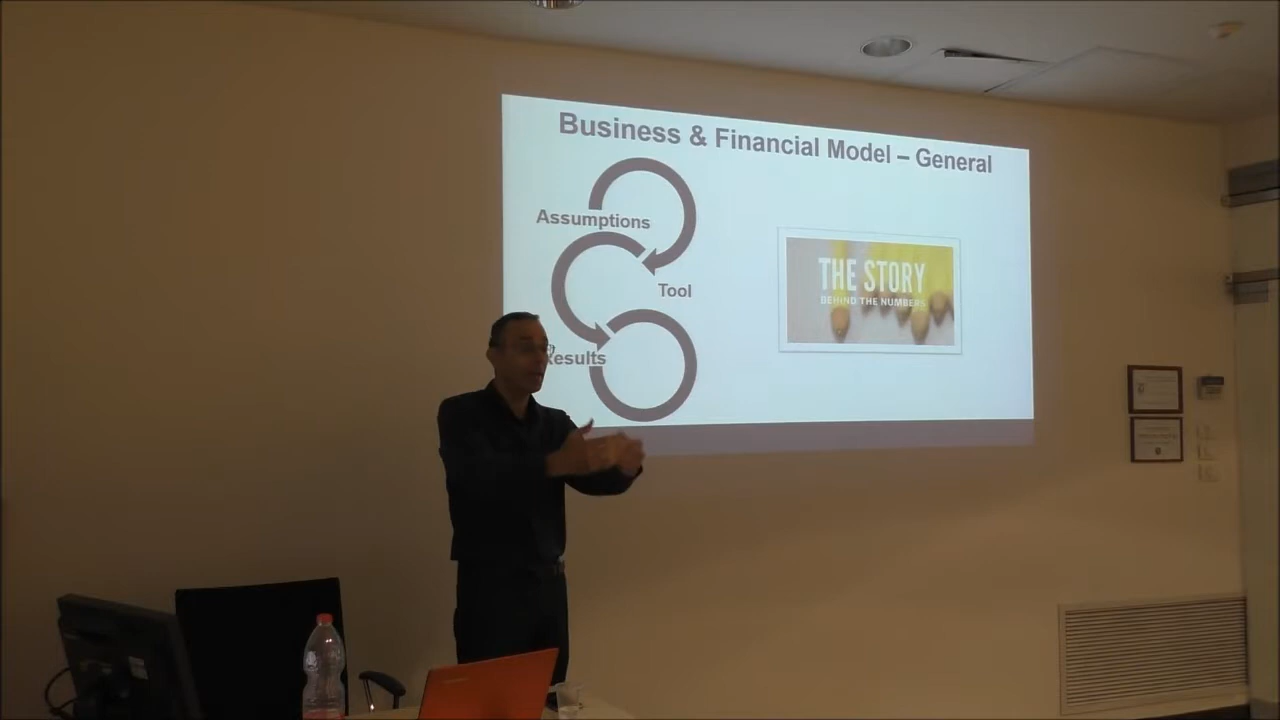 Business & Financial Model – General
Assumptions
Tool
Results
THE STORY
BEHIND THE NUMBERS